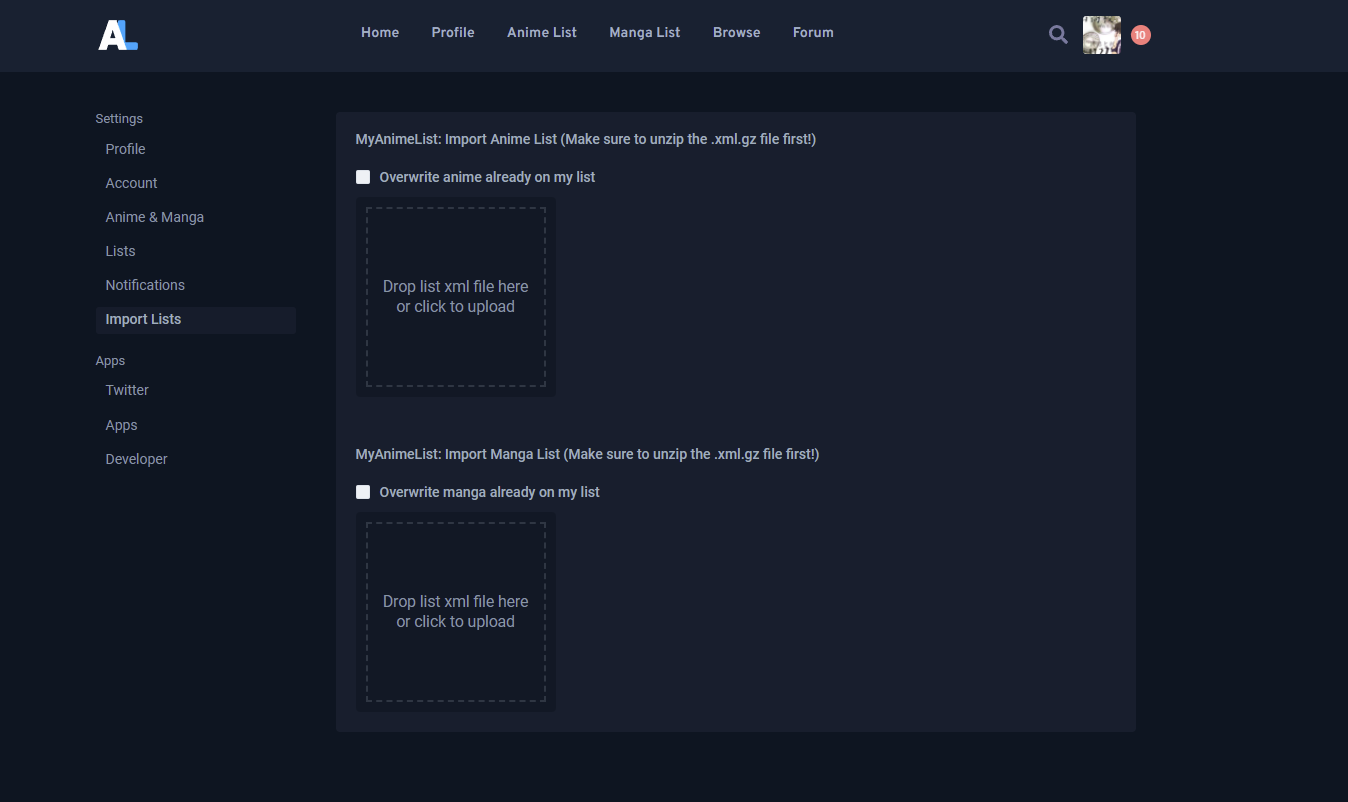 AL
Home
Profile
Anime List
Manga List
Browse
Forum
10
Settings
Profile
Account
Anime & Manga
Lists
Notifications
Import Lists
Apps
Twitter
Apps
Developer
MyAnimeList: Import Anime List (Make sure to unzip the .xml.gz file first!)
Overwrite anime already on my list
Drop list xml file here
or click to upload
MyAnimeList: Import Manga List (Make sure to unzip the .xml.gz file first!)
Overwrite manga already on my list
Drop list xml file here
or click to upload